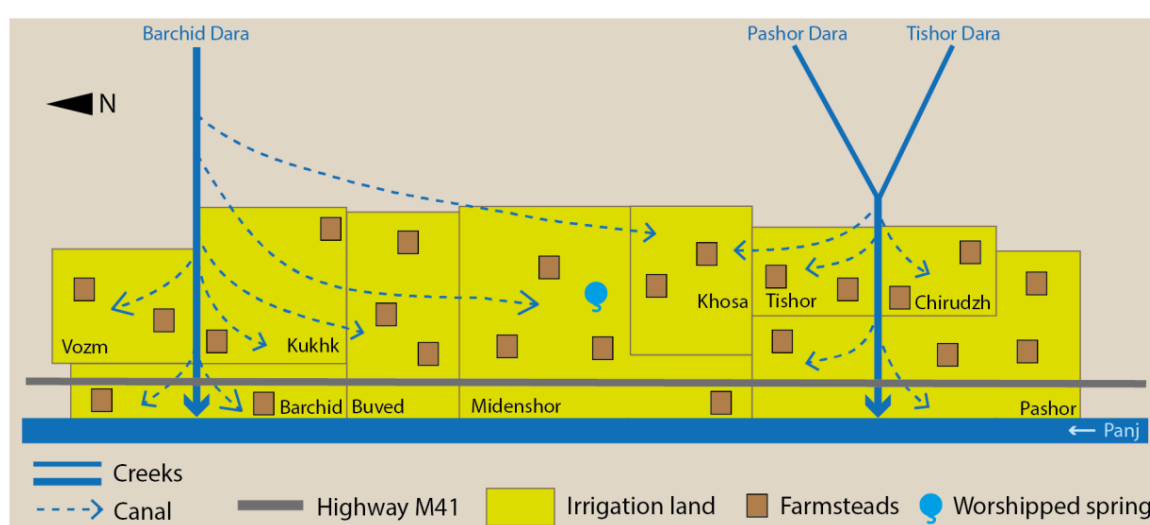 Barchid Dara
Pashor Dara
Tishor Dara
N
Vozm
Kukhk
Khosa
Tishor
Chirudzh
Barchid
Buved
Midenshor
Pashor
← Panj
Creeks
Canal
Highway M41
Irrigation land
Farmsteads
Worshipped spring